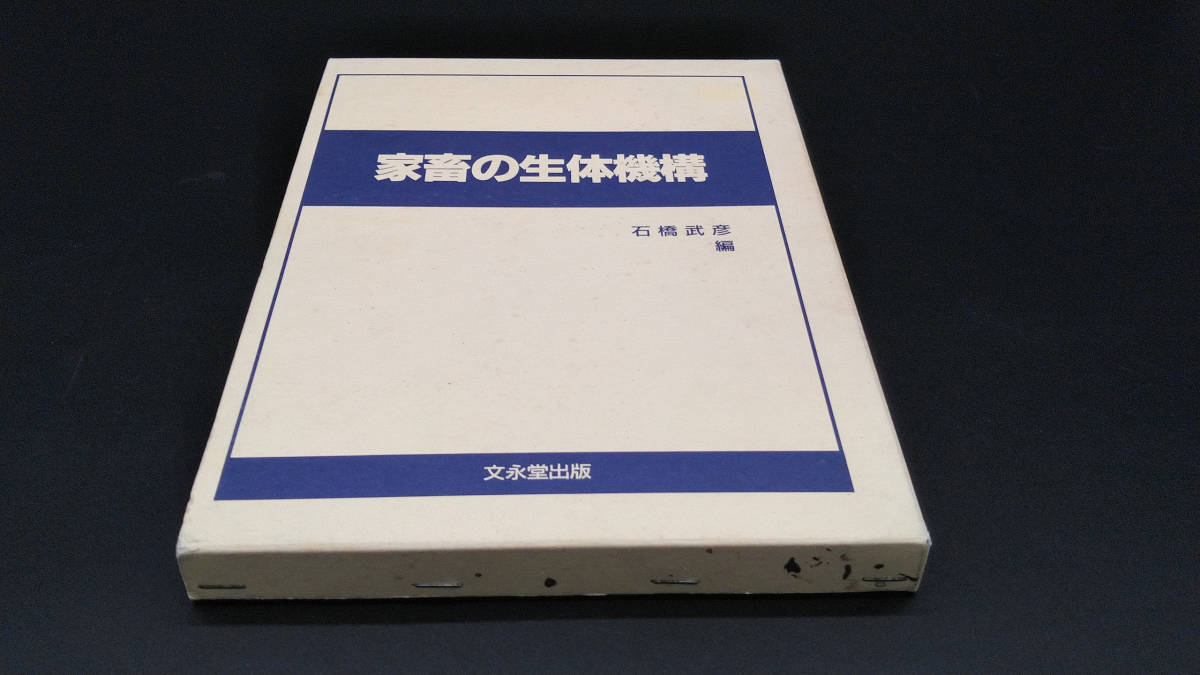 家畜の生体機構
石橋武彦
編
文永堂出版